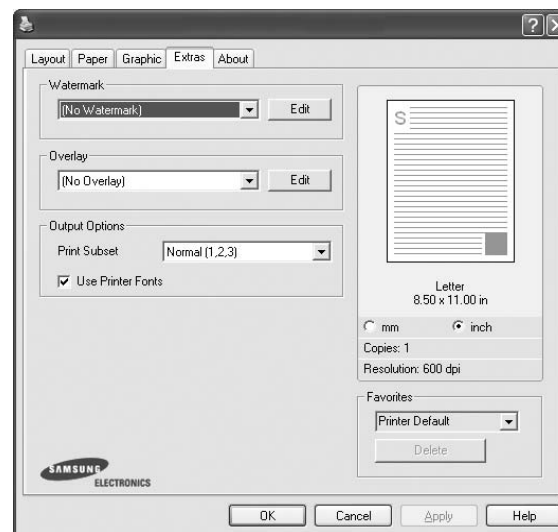 Layout Paper Graphic Extras About
Watermark
(No Watermark) Edit
Overlay
(No Overlay) Edit
Output Options
Print Subset Normal (1,2,3)
Use Printer Fonts
S
Letter
8.50 x 11.00 in
mm inch
Copies: 1
Resolution: 600 dpi
Favorites
Printer Default
Delete
SAMSUNG
ELECTRONICS
OK Cancel Apply Help